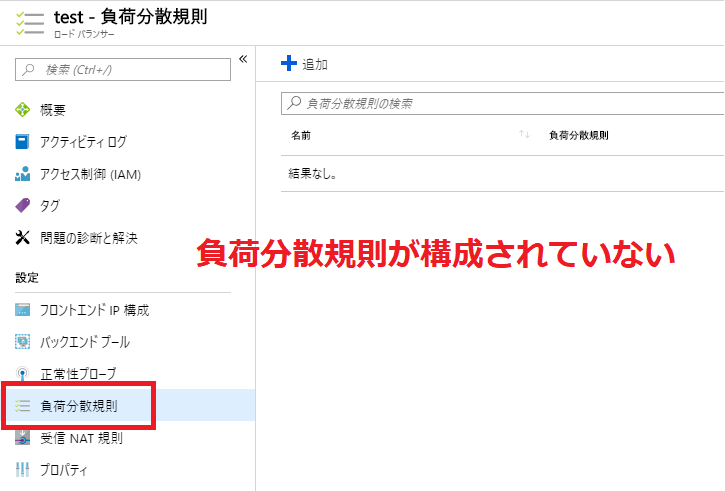 test - 負荷分散規則
ロード バランサー
検索 (Ctrl+/)
«
概要
アクティビティ ログ
アクセス制御 (IAM)
タグ
問題の診断と解決
設定
フロントエンド IP 構成
バックエンド プール
正常性プローブ
負荷分散規則
受信 NAT 規則
プロパティ
追加
負荷分散規則の検索
名前 ↑↓ 負荷分散規則
結果なし。
負荷分散規則が構成されていない